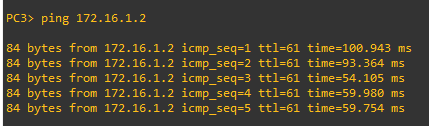 PC3> ping 172.16.1.2
84 bytes from 172.16.1.2 icmp_seq=1 ttl=61 time=100.943 ms
84 bytes from 172.16.1.2 icmp_seq=2 ttl=61 time=93.364 ms
84 bytes from 172.16.1.2 icmp_seq=3 ttl=61 time=54.105 ms
84 bytes from 172.16.1.2 icmp_seq=4 ttl=61 time=59.980 ms
84 bytes from 172.16.1.2 icmp_seq=5 ttl=61 time=59.754 ms